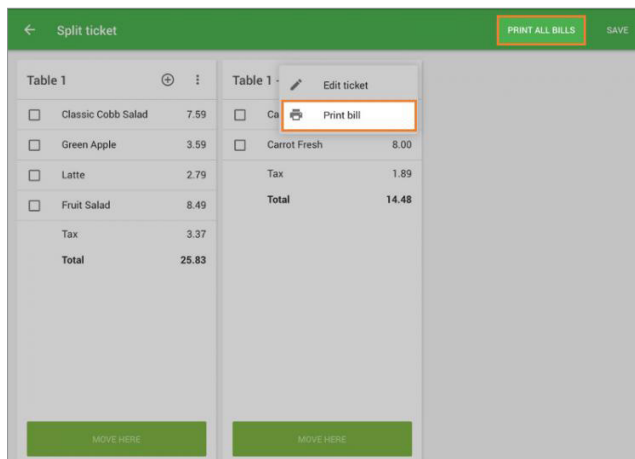 Split ticket
PRINT ALL BILLS
SAVE
Table 1
Classic Cobb Salad 7.59
Green Apple 3.59
Latte 2.79
Fruit Salad 8.49
Tax 3.37
Total 25.83
MOVE HERE
Table 1 -
Edit ticket
Ca
Print bill
Carrot Fresh 8.00
Tax 1.89
Total 14.48
MOVE HERE